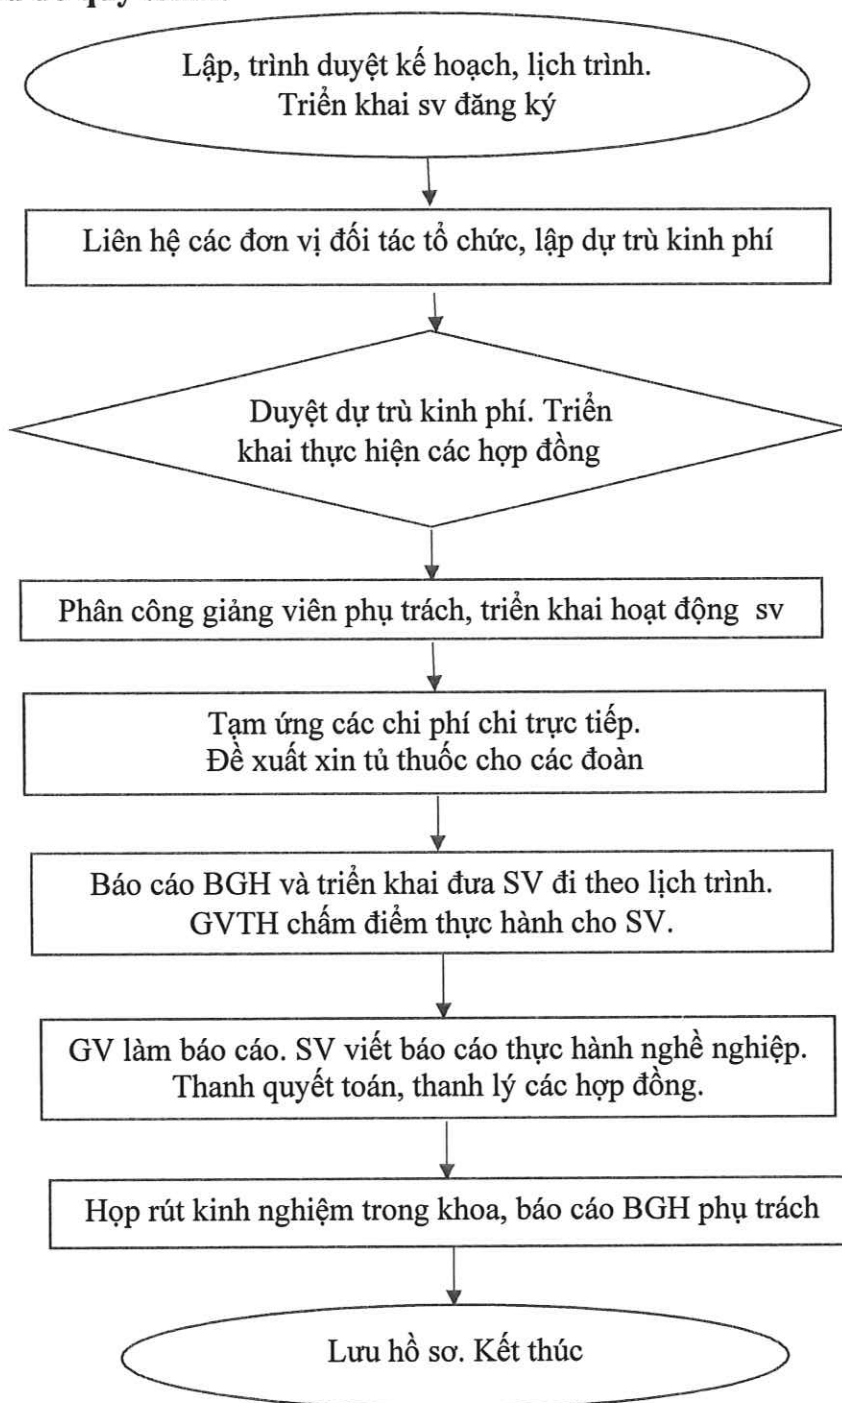 Lập, trình duyệt kế hoạch, lịch trình.
Triển khai sv đăng ký
Liên hệ các đơn vị đối tác tổ chức, lập dự trù kinh phí
Duyệt dự trù kinh phí. Triển
khai thực hiện các hợp đồng
Phân công giảng viên phụ trách, triển khai hoạt động sv
Tạm ứng các chi phí chi trực tiếp.
Đề xuất xin tủ thuốc cho các đoàn
Báo cáo BGH và triển khai đưa SV đi theo lịch trình.
GVTH chấm điểm thực hành cho SV.
GV làm báo cáo. SV viết báo cáo thực hành nghề nghiệp.
Thanh quyết toán, thanh lý các hợp đồng.
Họp rút kinh nghiệm trong khoa, báo cáo BGH phụ trách
Lưu hồ sơ. Kết thúc